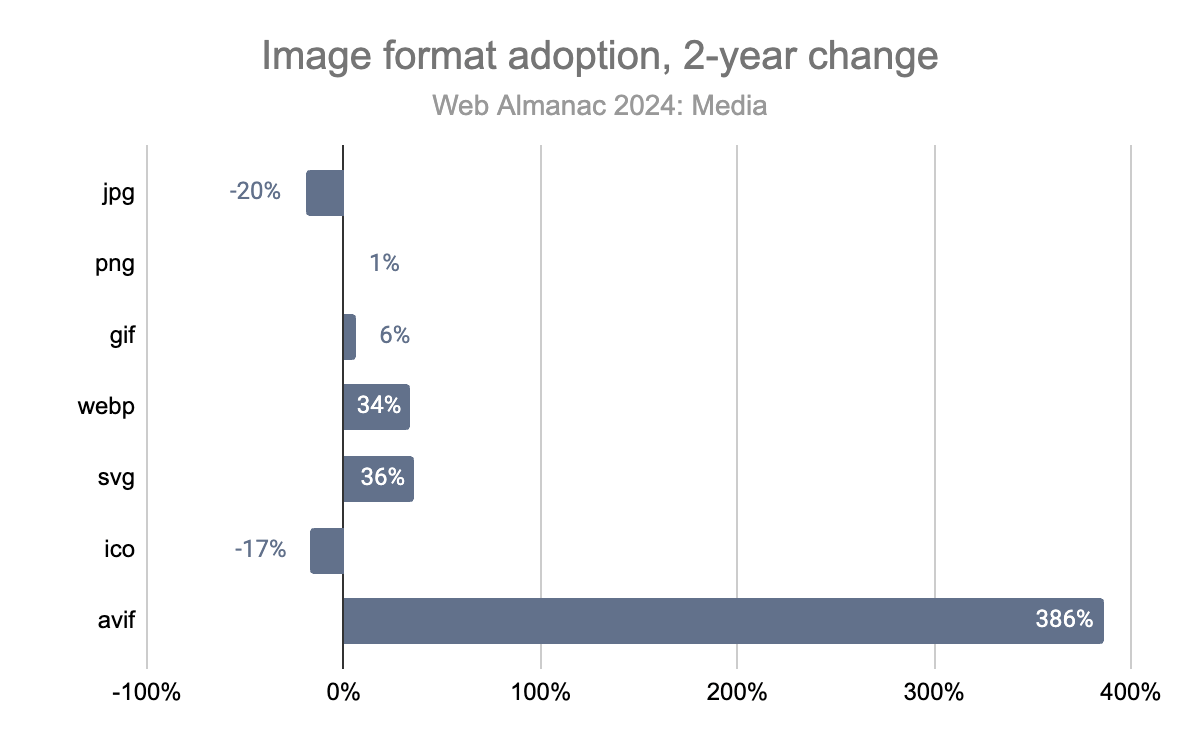 Image format adoption, 2-year change
Web Almanac 2024: Media
jpg -20%
png 1%
gif 6%
webp 34%
svg 36%
ico -17%
avif 386%
-100% 0% 100% 200% 300% 400%